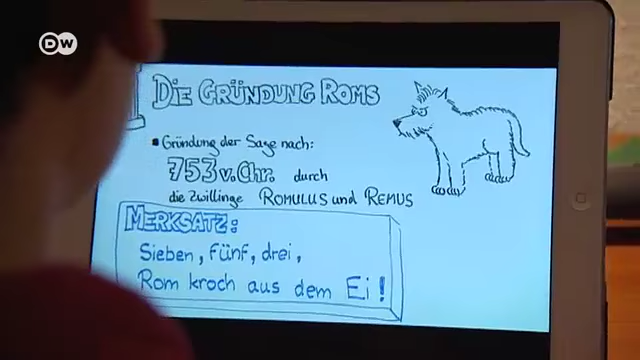 DW
DIE GRÜNDUNG ROMS
Gründung der Sage nach:
753 v. Chr. durch
die Zwillinge ROMULUS und REMUS
MERKSATZ:
Sieben, fünf, drei,
Rom kroch aus dem Ei!